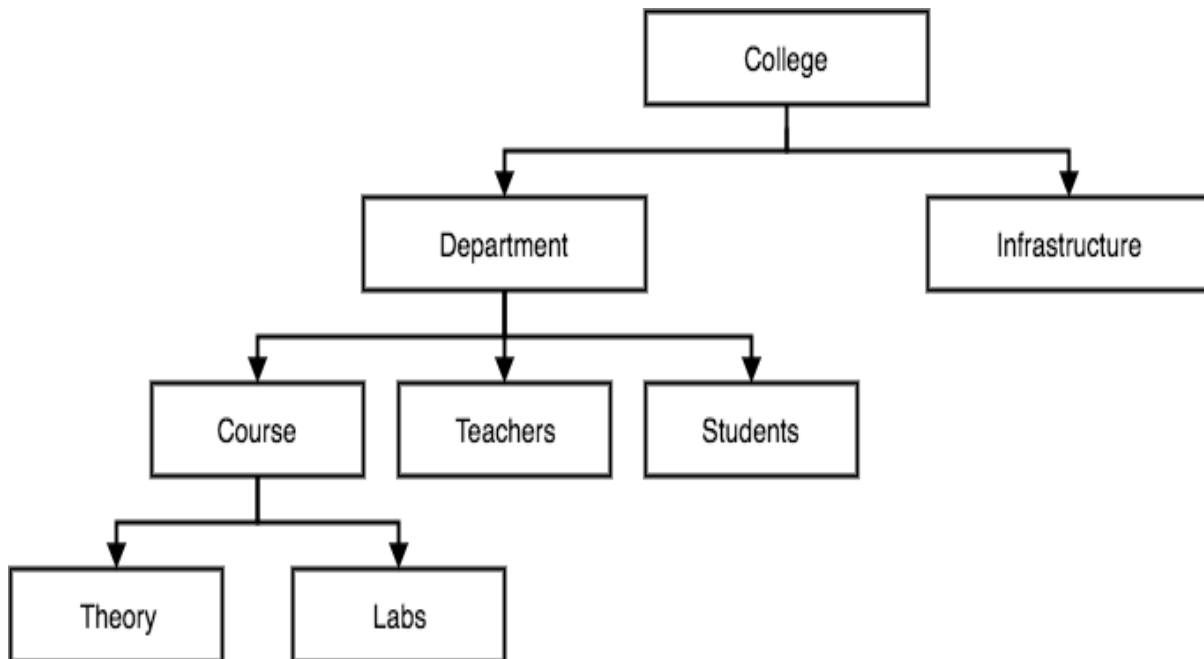 College
Department
Infrastructure
Course
Teachers
Students
Theory
Labs